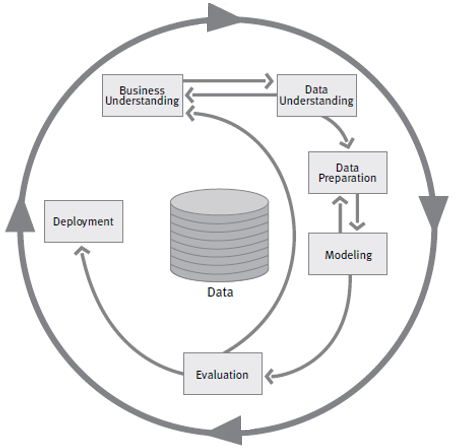 Business
Understanding
Data
Understanding
Data
Preparation
Deployment
Modeling
Data
Evaluation